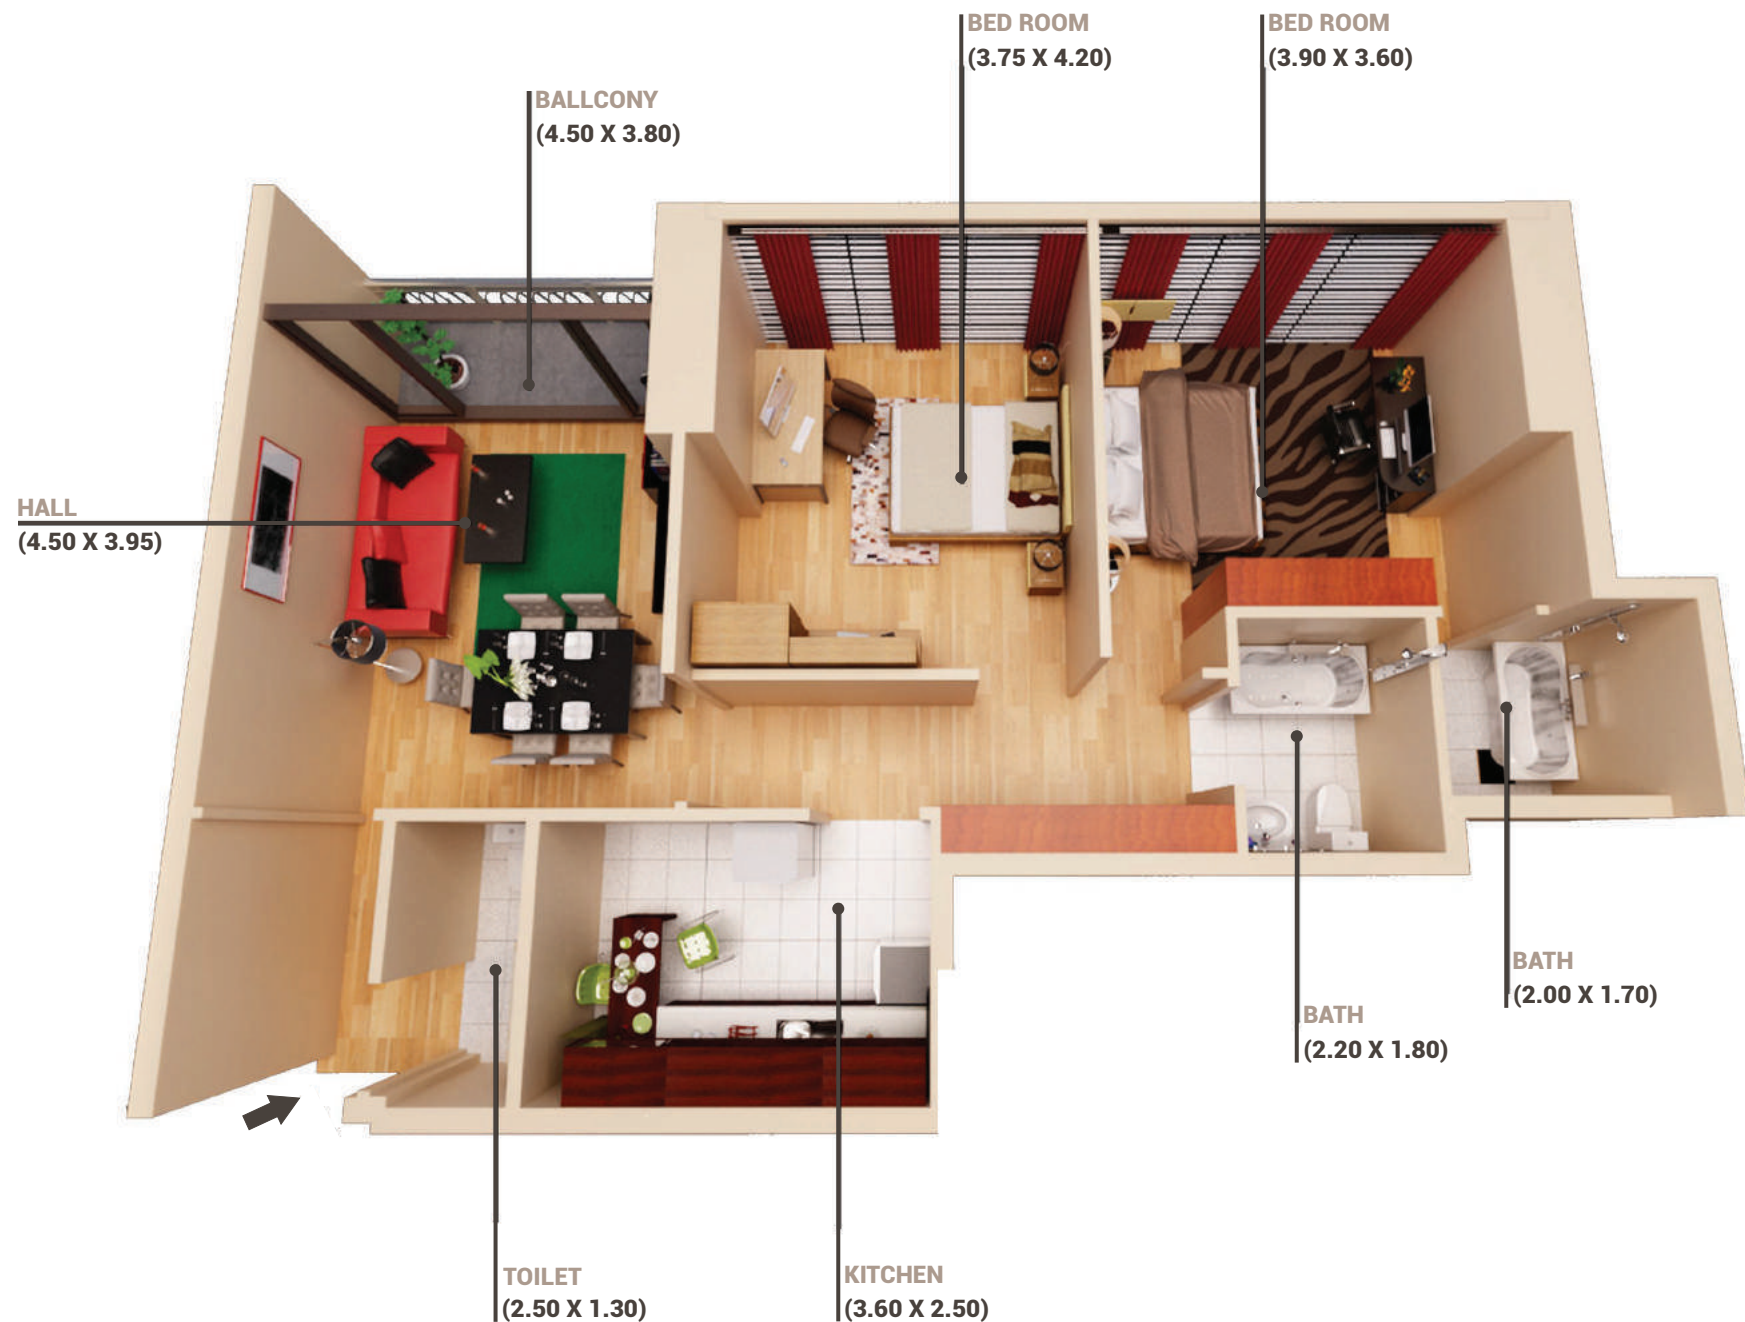 BED ROOM
(3.75 X 4.20)
BED ROOM
(3.90 X 3.60)
BALLCONY
(4.50 X 3.80)
HALL
(4.50 X 3.95)
BATH
(2.00 X 1.70)
BATH
(2.20 X 1.80)
TOILET
(2.50 X 1.30)
KITCHEN
(3.60 X 2.50)